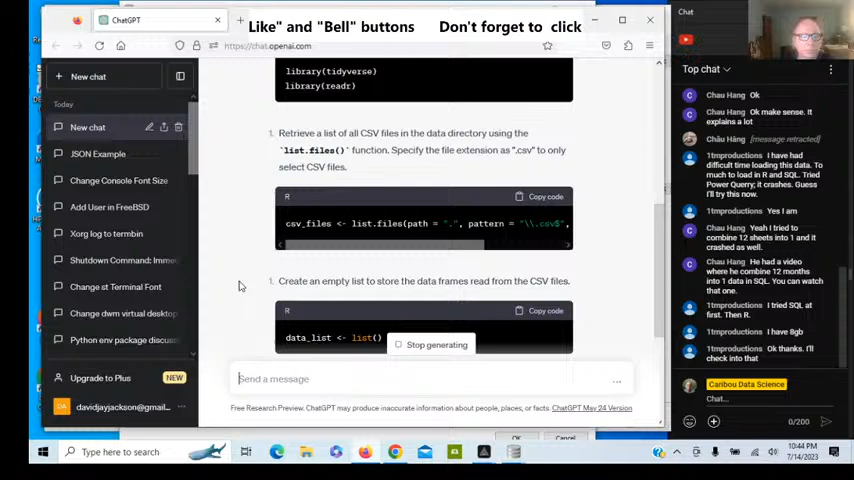 ChatGPT
Like" and "Bell" buttons Don't forget to click
https://chat.openai.com
New chat
Today
New chat
JSON Example
Change Console Font Size
Add User in FreeBSD
Xorg log to termbin
Shutdown Command: Immed
Change st Terminal Font
Change dwm virtual desktop
Python env package discuss
Upgrade to Plus NEW
DA davidjayjackson@gmail...
library(tidyverse)
library(readr)
1. Retrieve a list of all CSV files in the data directory using the
`list.files()` function. Specify the file extension as ".csv" to only
select CSV files.
R Copy code
csv_files <- list.files(path = ".", pattern = "\\.csv$",
1. Create an empty list to store the data frames read from the CSV files.
R Copy code
data_list <- list()
Stop generating
Send a message
Free Research Preview. ChatGPT may produce inaccurate information about people, places, or facts. ChatGPT May 24 Version
OK Cancel
Chat
Top chat
Chau Hang Ok
Chau Hang Ok make sense. It
explains a lot
Châu Hằng [message retracted]
1tmproductions I have had
difficult time loading this data. To
much to load in R and SQL. Tried
Power Querry; it crashes. Guess
I'll try this now.
1tmproductions Yes I am
Chau Hang Yeah I tried to
combine 12 sheets into 1 and it
crashed as well.
Chau Hang He had a video
where he combine 12 months
into 1 data in SQL. You can watch
that one.
1tmproductions I tried SQL at
first. Then R.
1tmproductions I have 8gb
1tmproductions Ok thanks. I'll
check into that
Caribou Data Science
Chat...
0/200
Type here to search
10:44 PM
7/14/2023